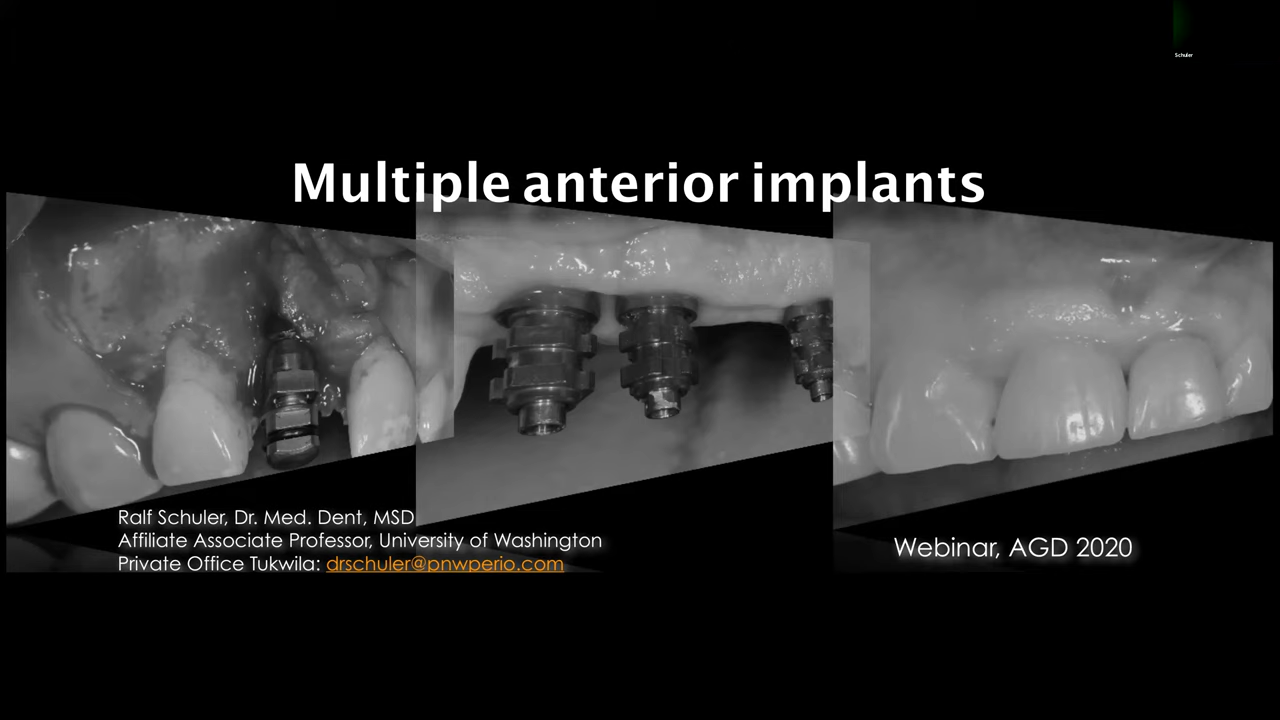 Schuler
Multiple anterior implants
Ralf Schuler, Dr. Med. Dent, MSD
Affiliate Associate Professor, University of Washington
Private Office Tukwila: drschuler@pnwperio.com
Webinar, AGD 2020